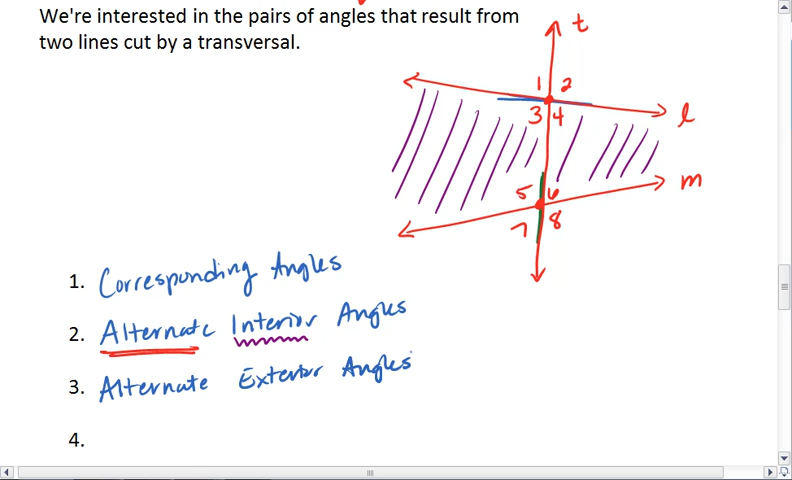 We're interested in the pairs of angles that result from
two lines cut by a transversal.
t
1 2
3 4
l
5 6
m
7 8
1. Corresponding Angles
2. Alternate Interior Angles
3. Alternate Exterior Angles
4.